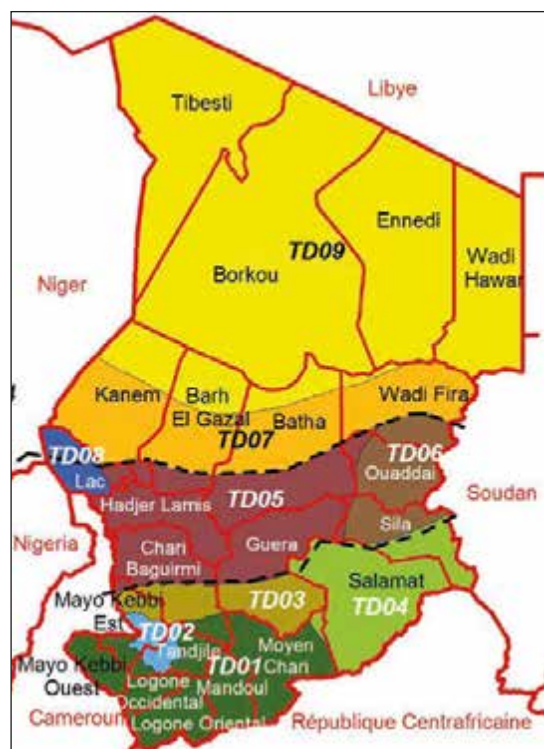 Tibesti
Libye
Ennedi
TD09
Wadi
Hawar
Borkou
Niger
Kanem
Barh
El Gazal
Wadi Fira
Batha
TD07
TD08
TD06
Ouaddai
Lac
TD05
Hadjer Lamis
Soudan
Sila
Nigeria
Chari
Baguirmi
Guera
Salamat
Mayo Kebbi
Est
TD03
TD04
TD02
Tandjile
Moyen
Chari
TD01
Mayo Kebbi
Ouest
Logone
Occidental
Mandoul
Cameroun
Logone Oriental
République Centrafricaine